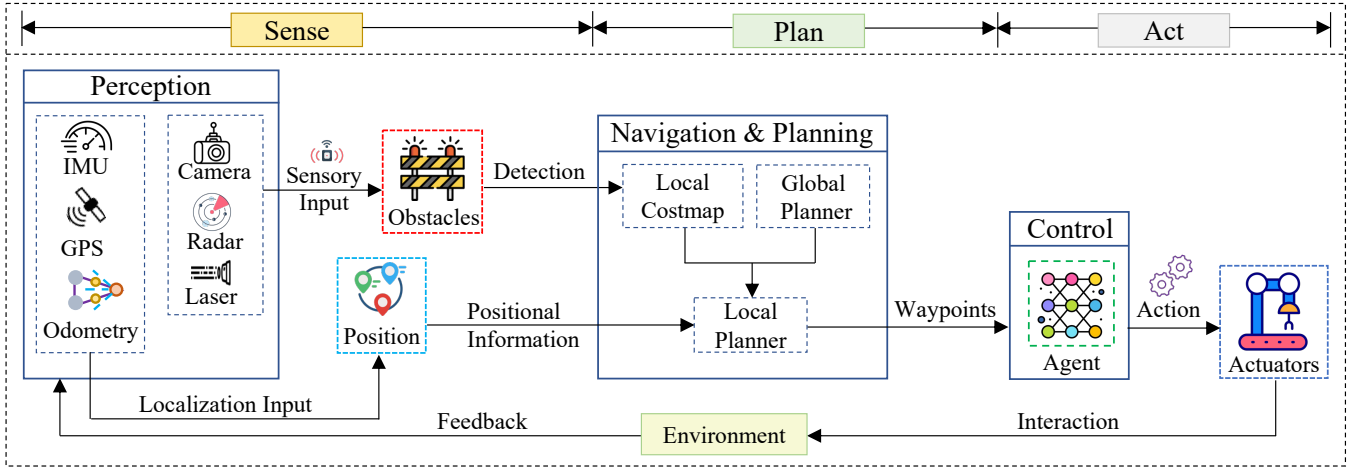 Sense
Plan
Act
Perception
IMU
GPS
Odometry
Camera
Radar
Laser
Sensory
Input
Obstacles
Detection
Position
Positional
Information
Localization Input
Navigation & Planning
Local
Costmap
Global
Planner
Local
Planner
Waypoints
Control
Agent
Action
Actuators
Feedback
Environment
Interaction